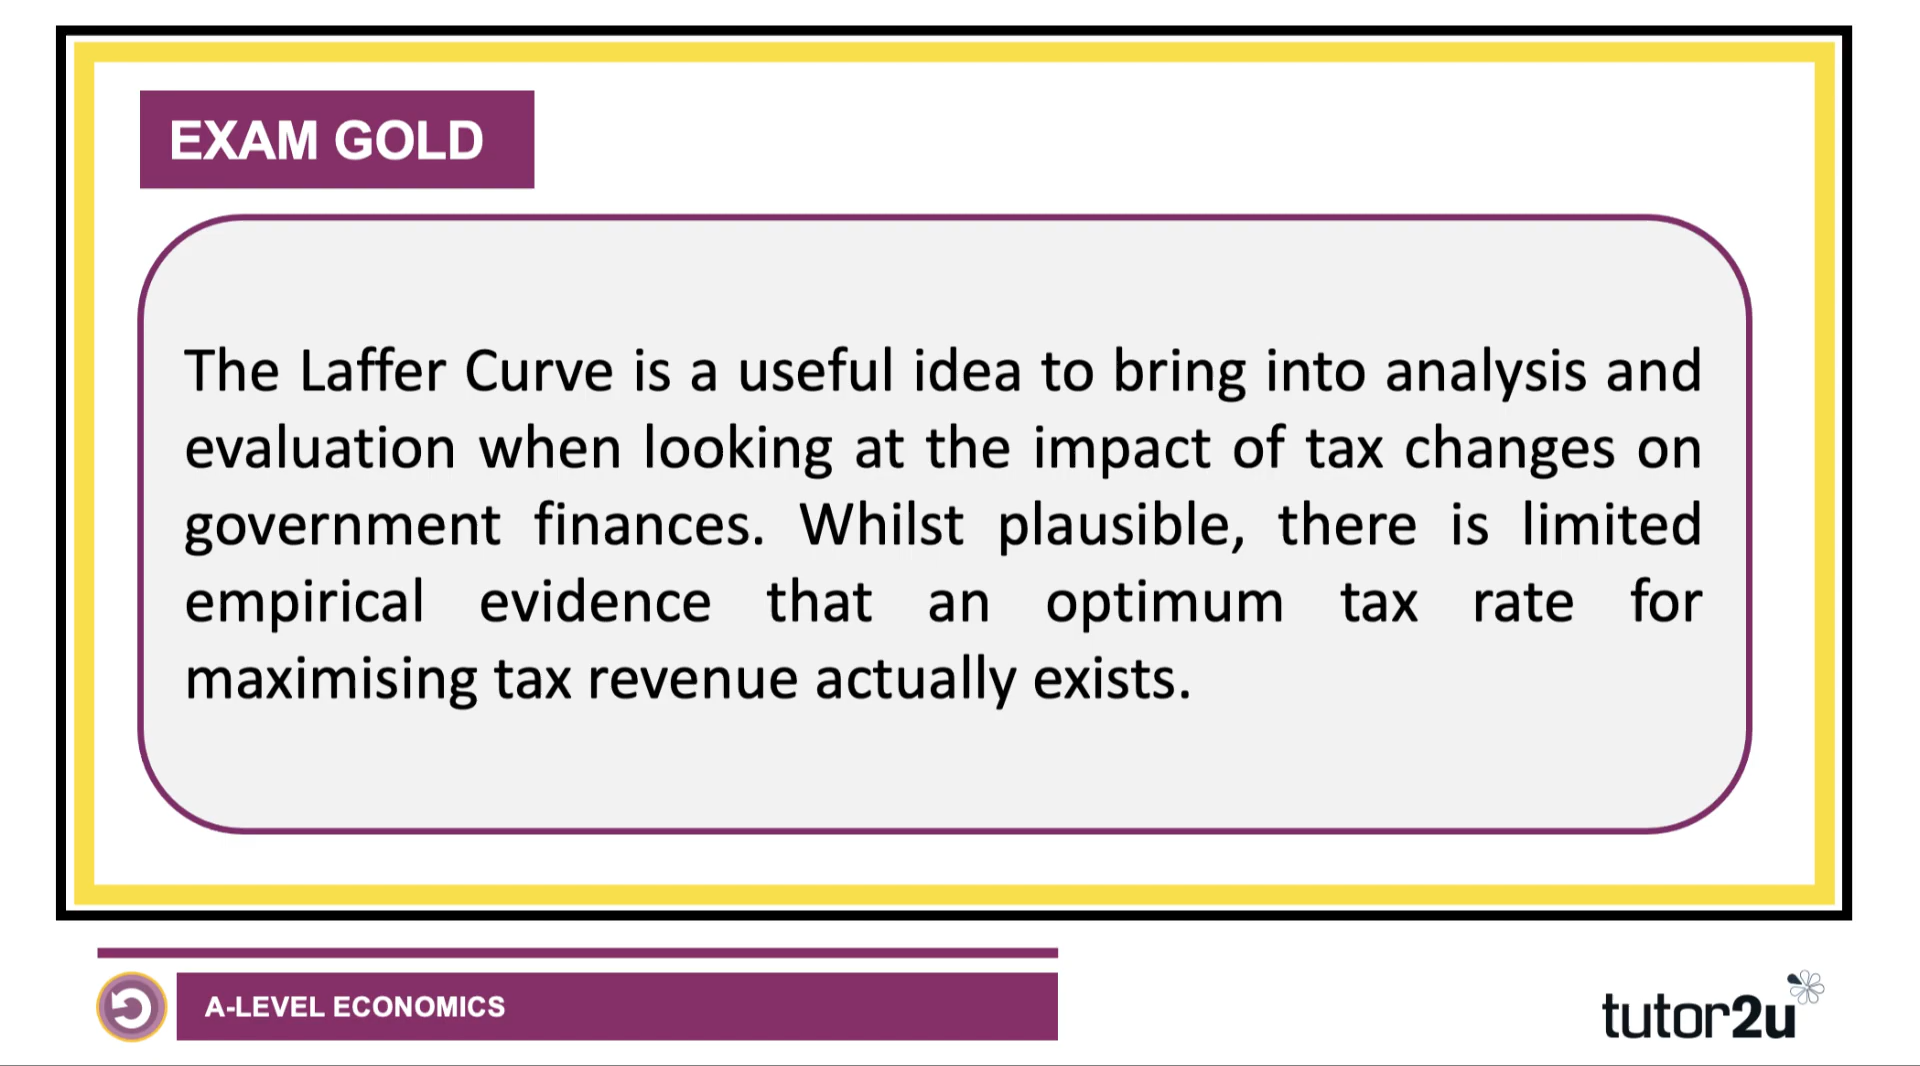 EXAM GOLD
The Laffer Curve is a useful idea to bring into analysis and
evaluation when looking at the impact of tax changes on
government finances. Whilst plausible, there is limited
empirical evidence that an optimum tax rate for
maximising tax revenue actually exists.
A-LEVEL ECONOMICS
tutor2u